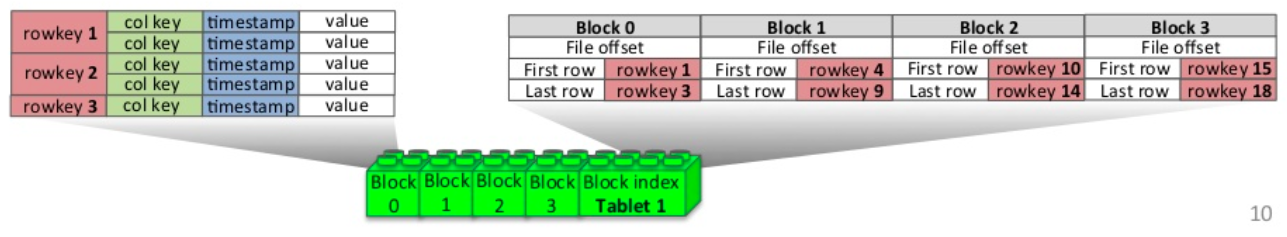 rowkey 1 col key timestamp value
col key timestamp value
rowkey 2 col key timestamp value
col key timestamp value
rowkey 3 col key timestamp value
Block 0 Block 1 Block 2 Block 3
File offset File offset File offset File offset
First row rowkey 1 First row rowkey 4 First row rowkey 10 First row rowkey 15
Last row rowkey 3 Last row rowkey 9 Last row rowkey 14 Last row rowkey 18
Block Block Block Block Block index
0 1 2 3 Tablet 1
10